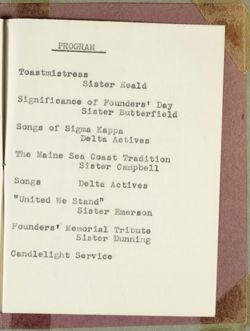 PROGRAM
Toastmistress
Sister Heald
Significance of Founders' Day
Sister Butterfield
Songs of Sigma Kappa
Delta Actives
The Maine Sea Coast Tradition
Sister Campbell
Songs Delta Actives
"United We Stand"
Sister Emerson
Founders' Memorial Tribute
Sister Dunning
Candlelight Service